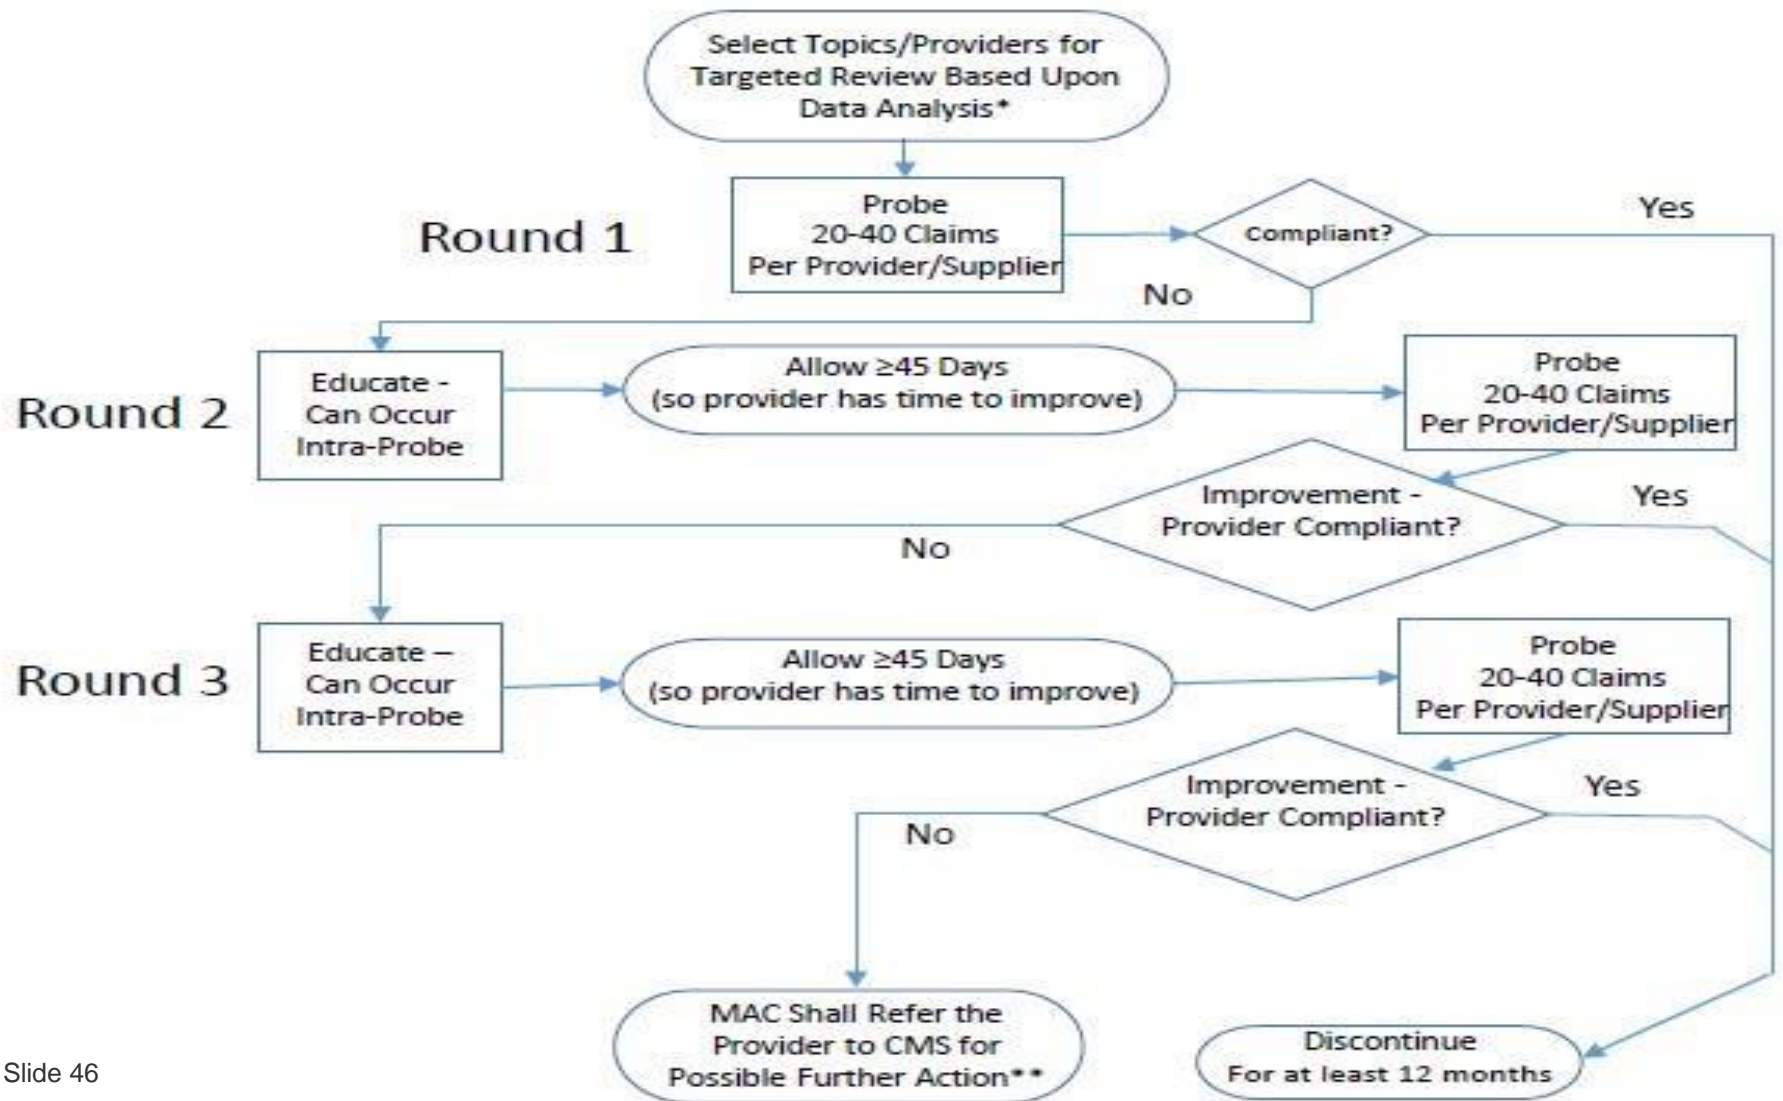 Select Topics/Providers for
Targeted Review Based Upon
Data Analysis*
Round 1
Probe
20-40 Claims
Per Provider/Supplier
Compliant?
Yes
No
Round 2
Educate -
Can Occur
Intra-Probe
Allow ≥45 Days
(so provider has time to improve)
Probe
20-40 Claims
Per Provider/Supplier
Improvement -
Provider Compliant?
Yes
No
Round 3
Educate –
Can Occur
Intra-Probe
Allow ≥45 Days
(so provider has time to improve)
Probe
20-40 Claims
Per Provider/Supplier
Improvement -
Provider Compliant?
Yes
No
MAC Shall Refer the
Provider to CMS for
Possible Further Action**
Discontinue
For at least 12 months
Slide 46